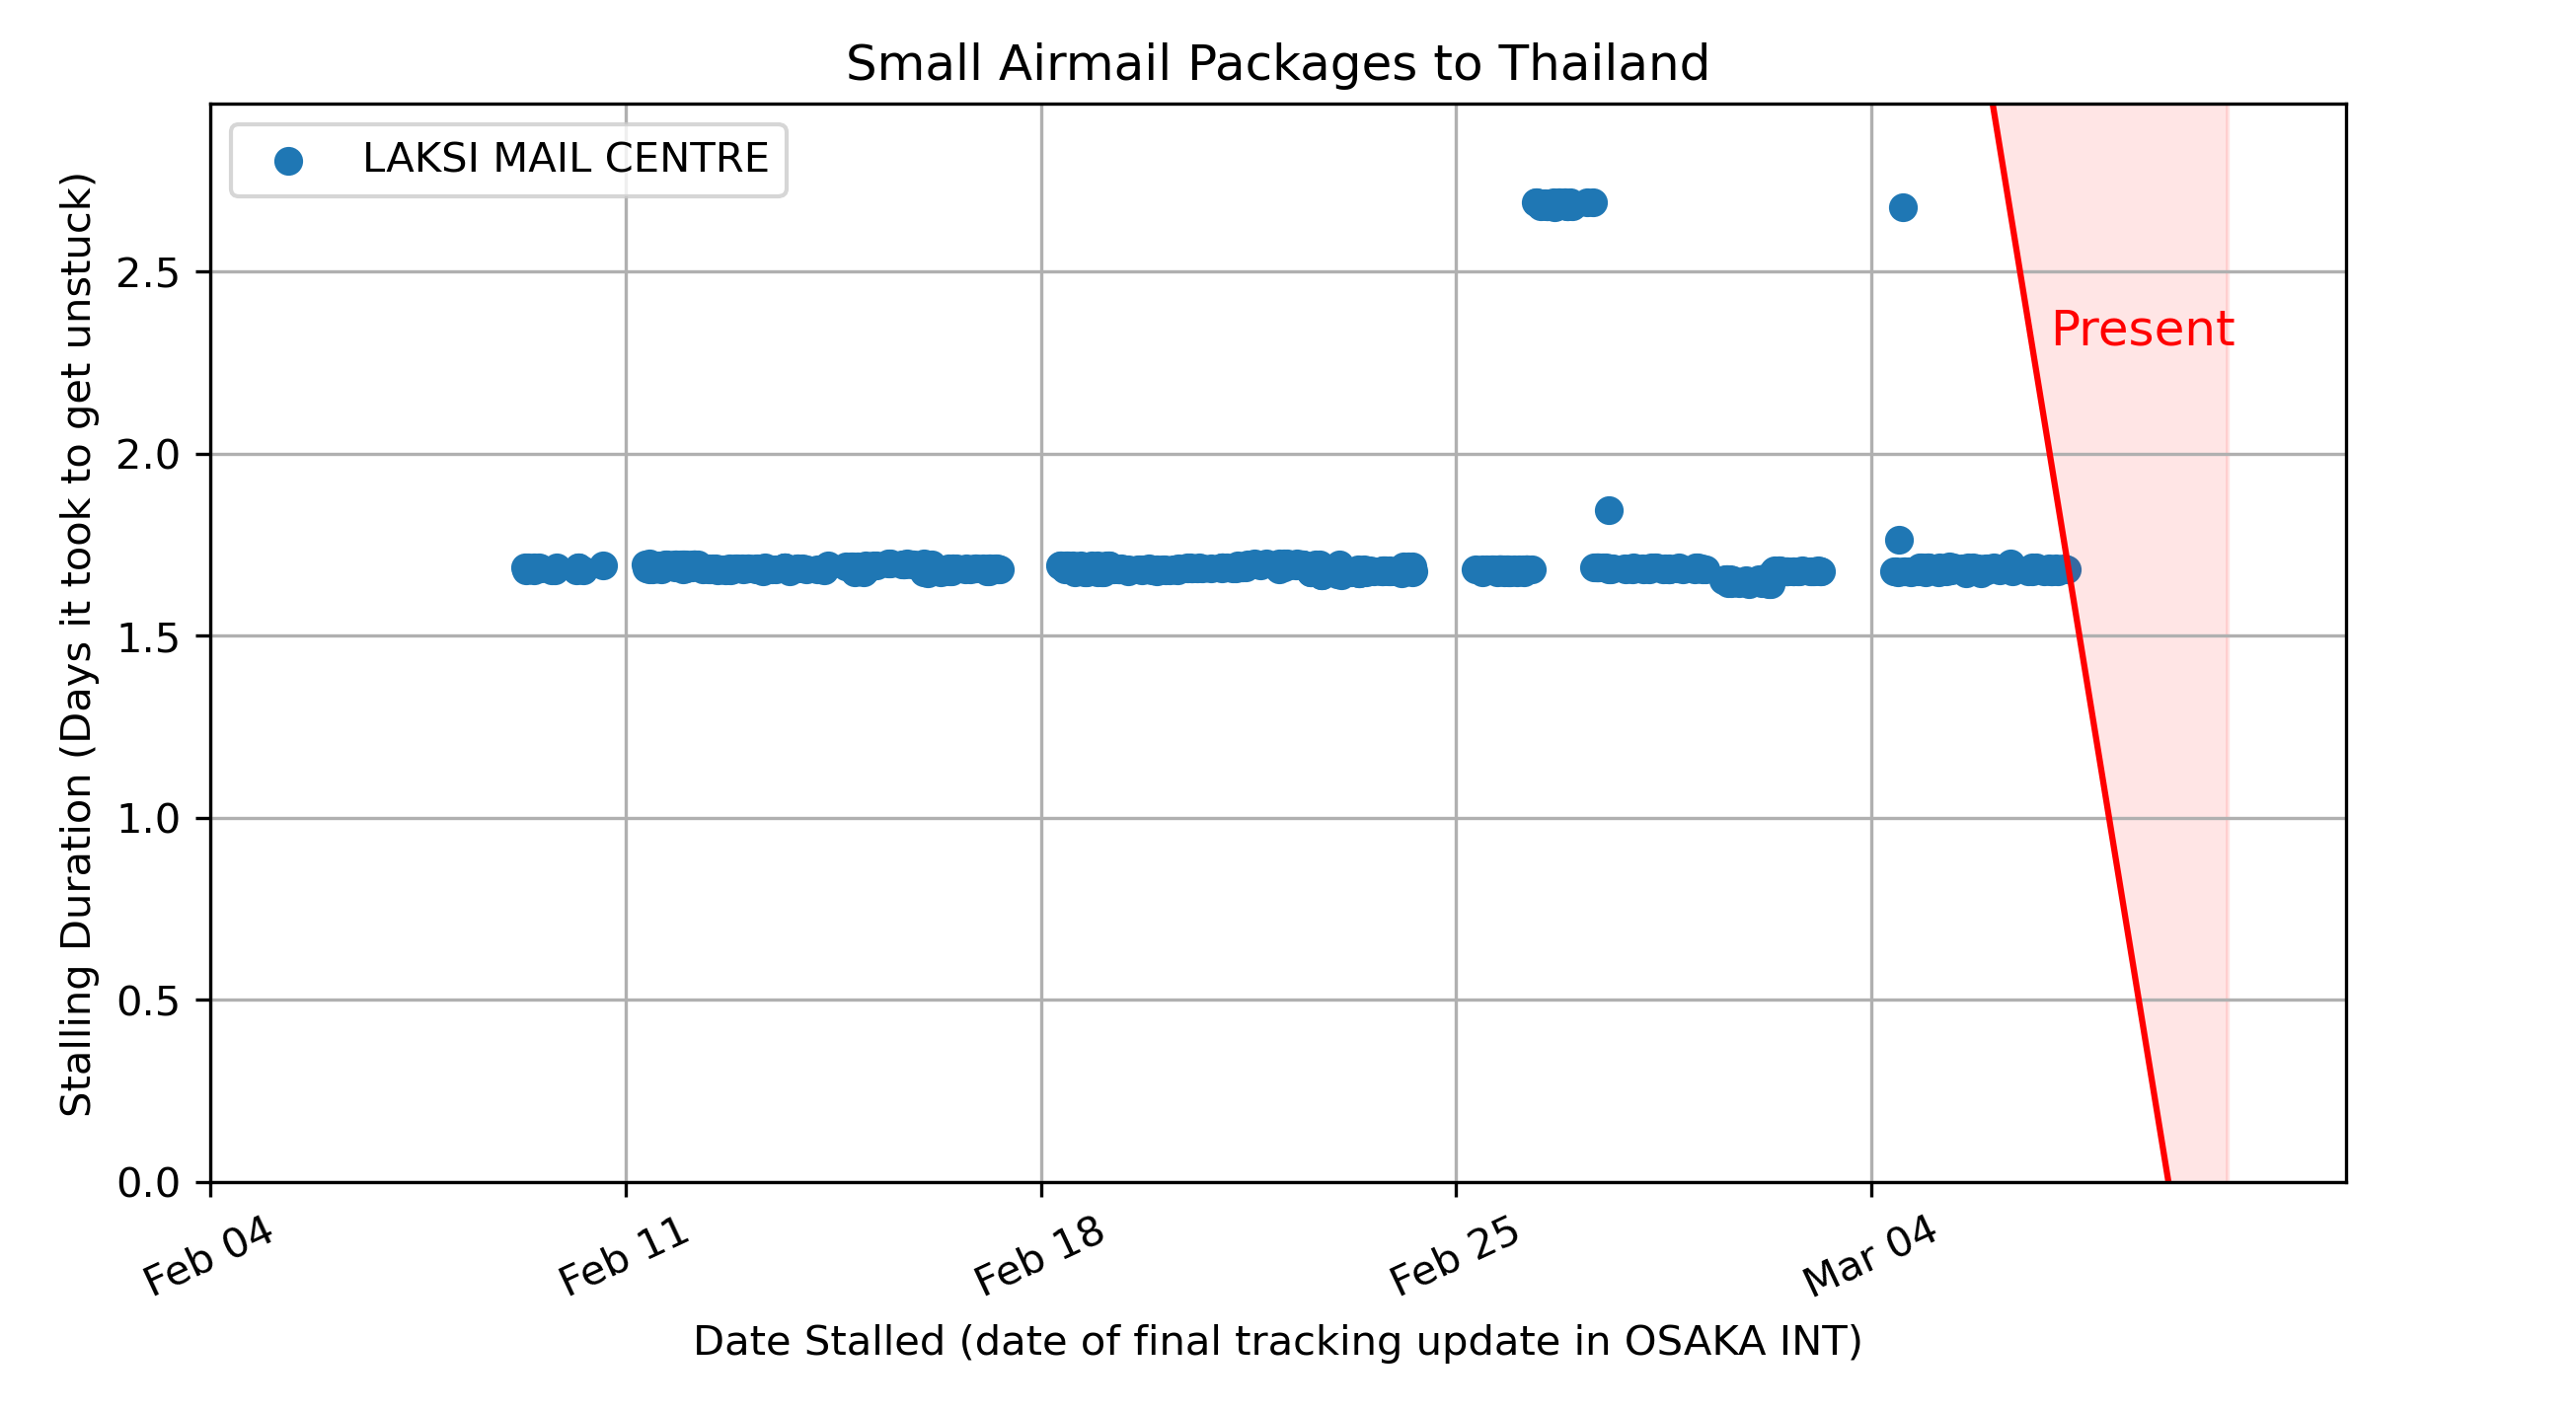 Small Airmail Packages to Thailand
LAKSI MAIL CENTRE
Present
Stalling Duration (Days it took to get unstuck)
2.5
2.0
1.5
1.0
0.5
0.0
Feb 04
Feb 11
Feb 18
Feb 25
Mar 04
Date Stalled (date of final tracking update in OSAKA INT)